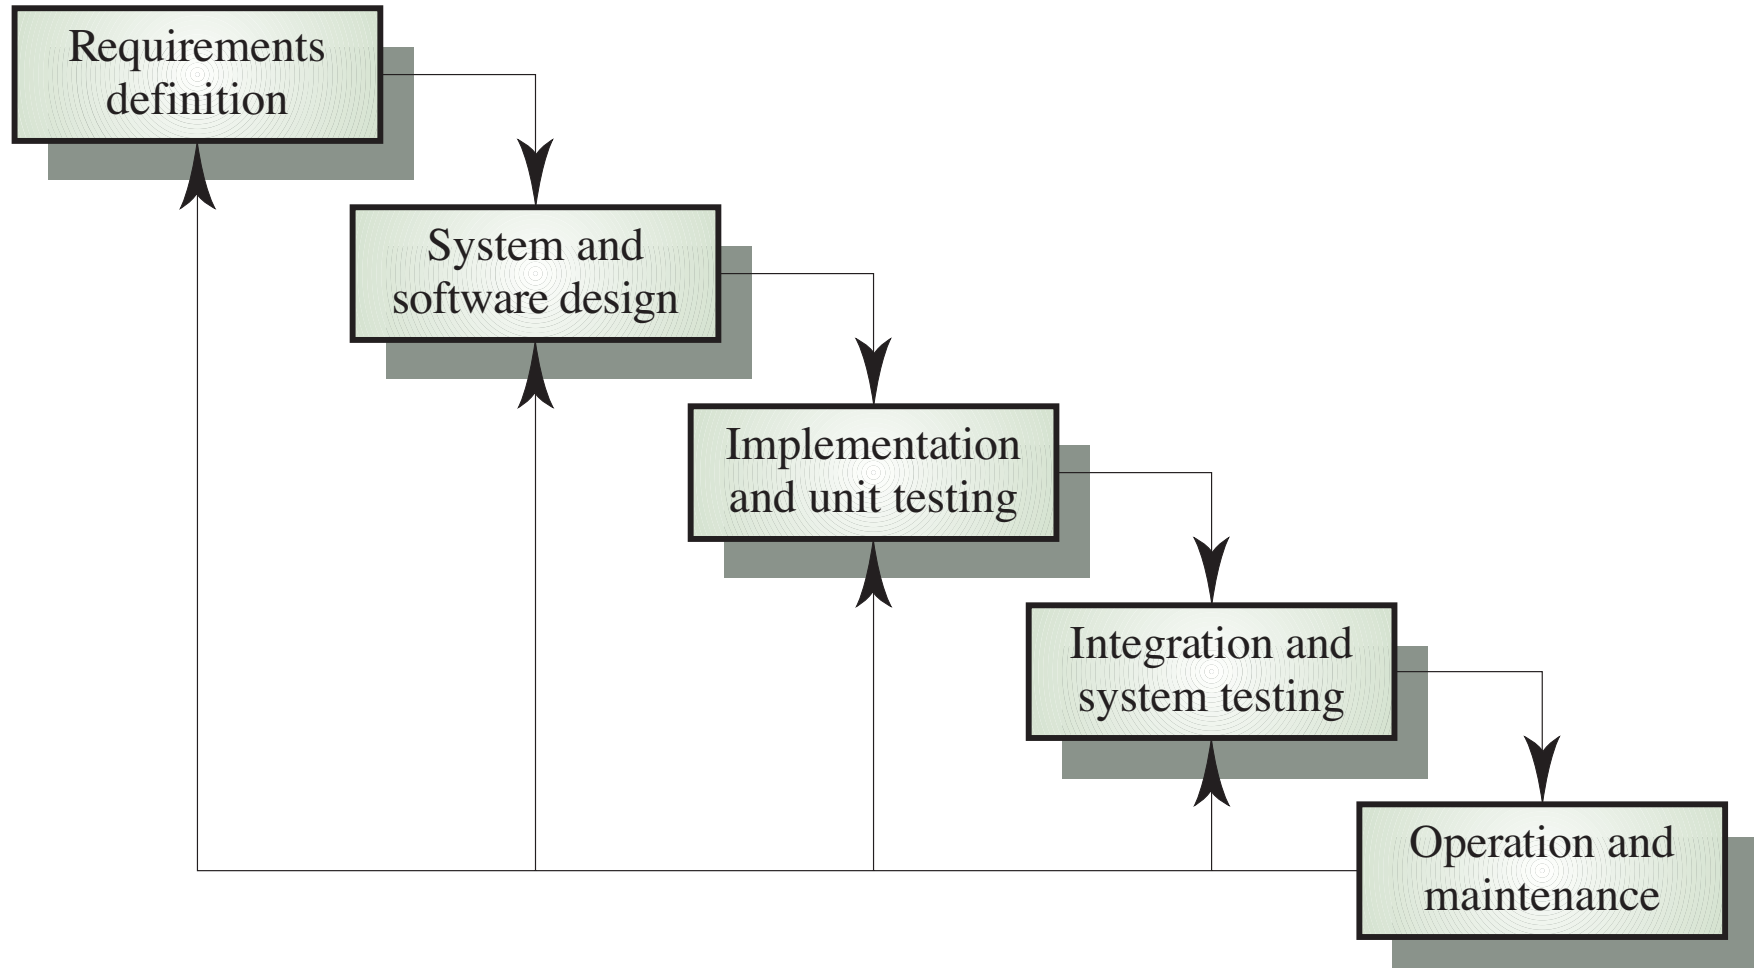 Requirements
definition
System and
software design
Implementation
and unit testing
Integration and
system testing
Operation and
maintenance